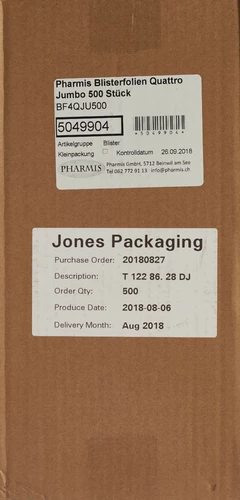 Pharmis Blisterfolien Quattro
Jumbo 500 Stück
BF4QJU500
5049904
*5049904*
Artikelgruppe Blister
Kleinpackung Kontrolldatum 26.09.2018
PHARMIS
Pharmis GmbH, 5712 Beinwil am See
Tel 062 772 91 13 info@pharmis.ch
Jones Packaging
Purchase Order: 20180827
Description: T 122 86. 28 DJ
Order Qty: 500
Produce Date: 2018-08-06
Delivery Month: Aug 2018